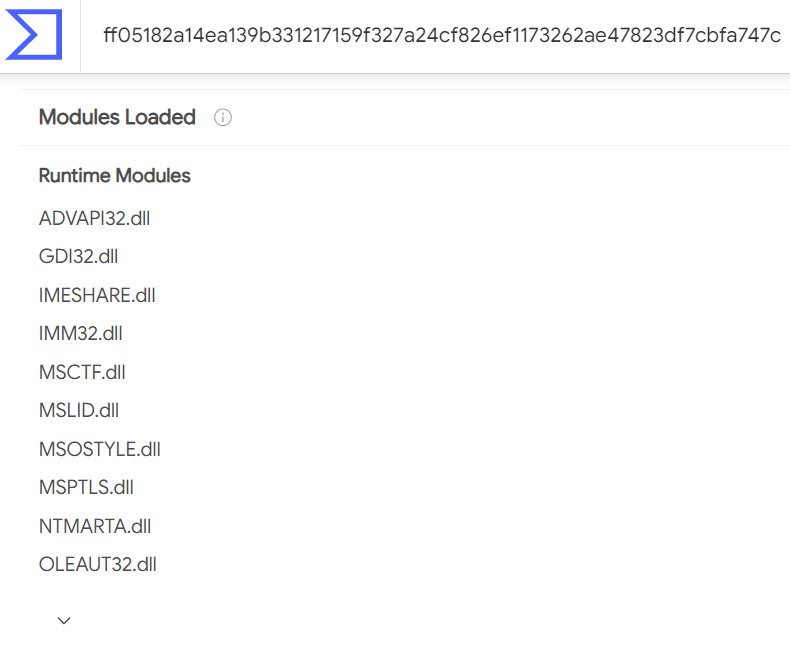 ff05182a14ea139b331217159f327a24cf826ef1173262ae47823df7cbfa747c
Modules Loaded
Runtime Modules
ADVAPI32.dll
GDI32.dll
IMESHARE.dll
IMM32.dll
MSCTF.dll
MSLID.dll
MSOSTYLE.dll
MSPTLS.dll
NTMARTA.dll
OLEAUT32.dll